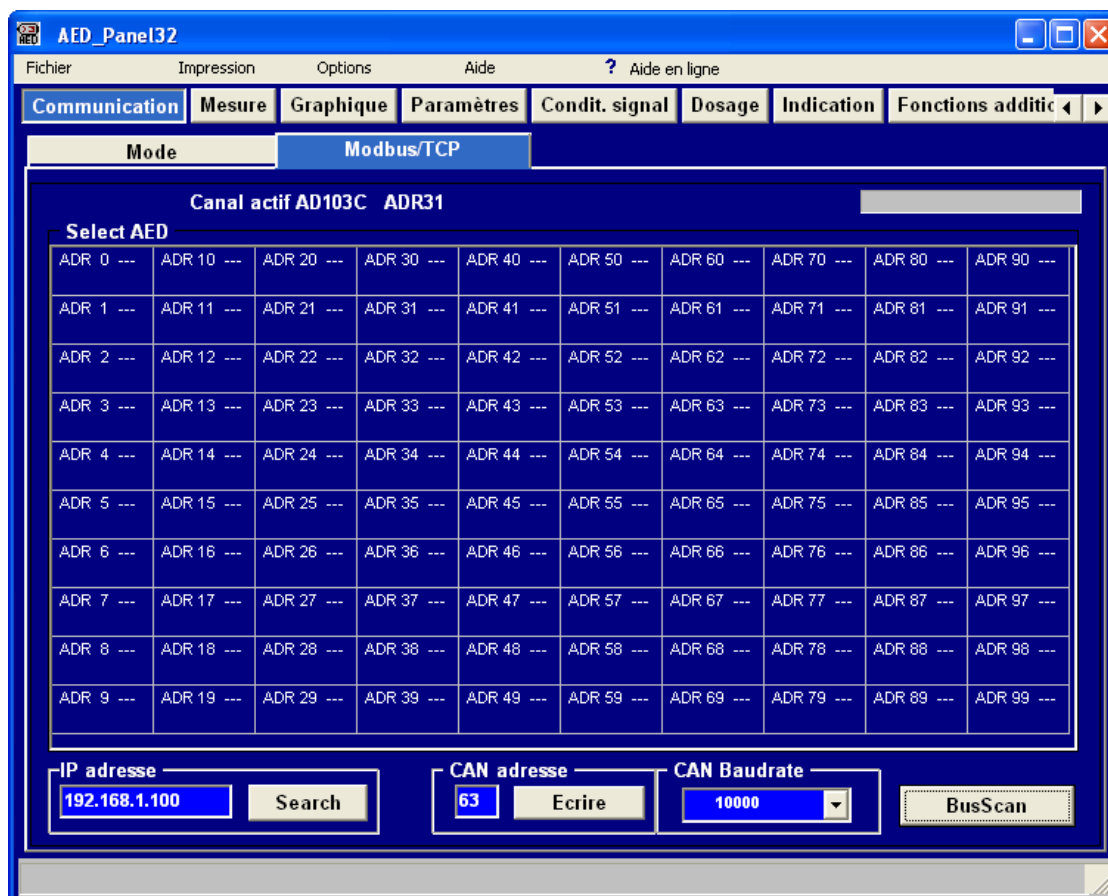 AED_Panel32
Fichier Impression Options Aide ? Aide en ligne
Communication Mesure Graphique Paramètres Condit. signal Dosage Indication Fonctions additic
Mode Modbus/TCP
Canal actif AD103C ADR31
Select AED
ADR 0 --- ADR 10 --- ADR 20 --- ADR 30 --- ADR 40 --- ADR 50 --- ADR 60 --- ADR 70 --- ADR 80 --- ADR 90 ---
ADR 1 --- ADR 11 --- ADR 21 --- ADR 31 --- ADR 41 --- ADR 51 --- ADR 61 --- ADR 71 --- ADR 81 --- ADR 91 ---
ADR 2 --- ADR 12 --- ADR 22 --- ADR 32 --- ADR 42 --- ADR 52 --- ADR 62 --- ADR 72 --- ADR 82 --- ADR 92 ---
ADR 3 --- ADR 13 --- ADR 23 --- ADR 33 --- ADR 43 --- ADR 53 --- ADR 63 --- ADR 73 --- ADR 83 --- ADR 93 ---
ADR 4 --- ADR 14 --- ADR 24 --- ADR 34 --- ADR 44 --- ADR 54 --- ADR 64 --- ADR 74 --- ADR 84 --- ADR 94 ---
ADR 5 --- ADR 15 --- ADR 25 --- ADR 35 --- ADR 45 --- ADR 55 --- ADR 65 --- ADR 75 --- ADR 85 --- ADR 95 ---
ADR 6 --- ADR 16 --- ADR 26 --- ADR 36 --- ADR 46 --- ADR 56 --- ADR 66 --- ADR 76 --- ADR 86 --- ADR 96 ---
ADR 7 --- ADR 17 --- ADR 27 --- ADR 37 --- ADR 47 --- ADR 57 --- ADR 67 --- ADR 77 --- ADR 87 --- ADR 97 ---
ADR 8 --- ADR 18 --- ADR 28 --- ADR 38 --- ADR 48 --- ADR 58 --- ADR 68 --- ADR 78 --- ADR 88 --- ADR 98 ---
ADR 9 --- ADR 19 --- ADR 29 --- ADR 39 --- ADR 49 --- ADR 59 --- ADR 69 --- ADR 79 --- ADR 89 --- ADR 99 ---
IP adresse CAN adresse CAN Baudrate
192.168.1.100 Search 63 Ecrire 10000 BusScan